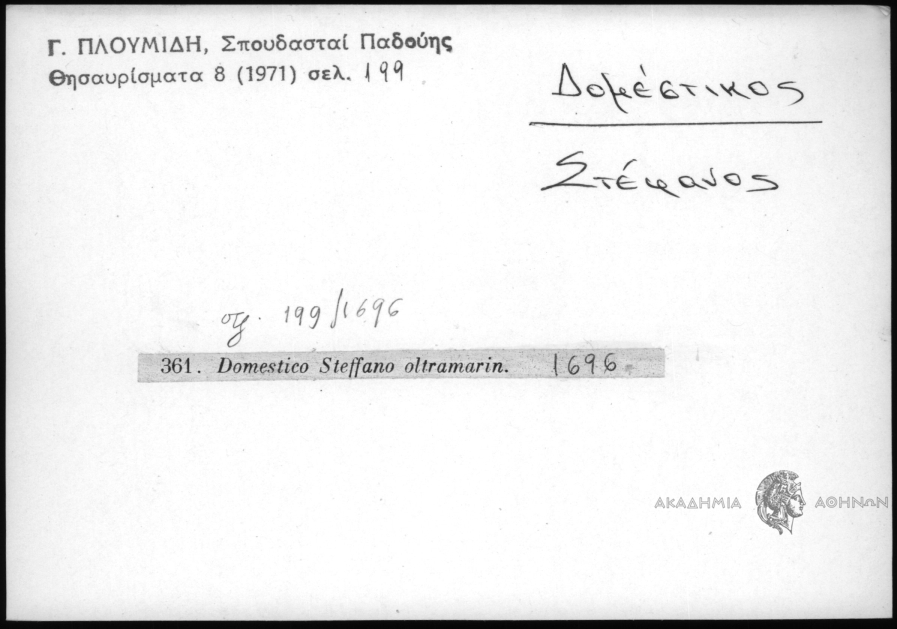 Γ. ΠΛΟΥΜΙΔΗ, Σπουδασταί Παδούης
Θησαυρίσματα 8 (1971) σελ. 199
Δομέστικος
Στέφανος
199/1696
361. Domestico Steffano oltramarin. 1696
ΑΚΑΔΗΜΙΑ ΑΘΗΝΩΝ